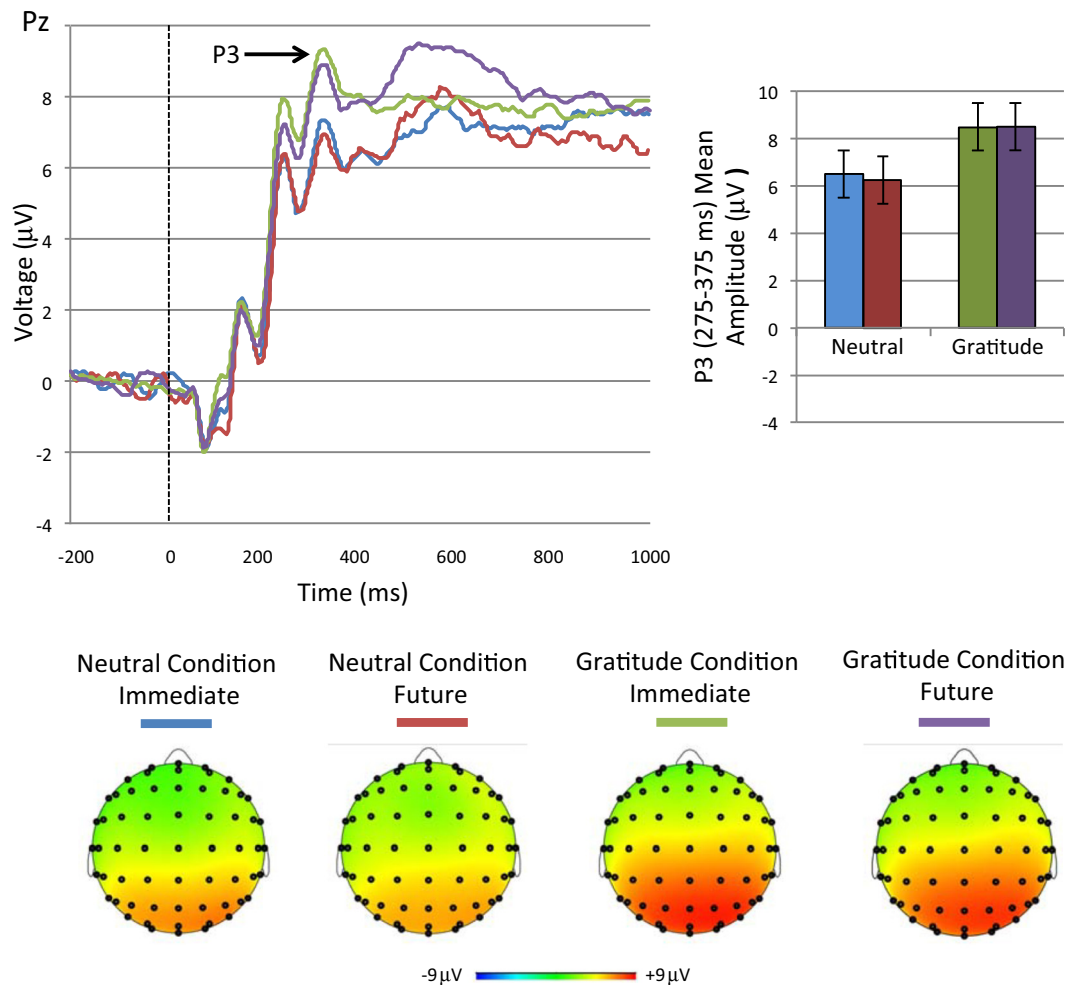 Pz
P3
8
6
4
2
0
-2
-4
Voltage (μV)
-200 0 200 400 600 800 1000
Time (ms)
10
8
6
4
2
0
-2
-4
P3 (275-375 ms) Mean
Amplitude (μV )
Neutral Gratitude
Neutral Condition
Immediate
Neutral Condition
Future
Gratitude Condition
Immediate
Gratitude Condition
Future
-9μV +9μV